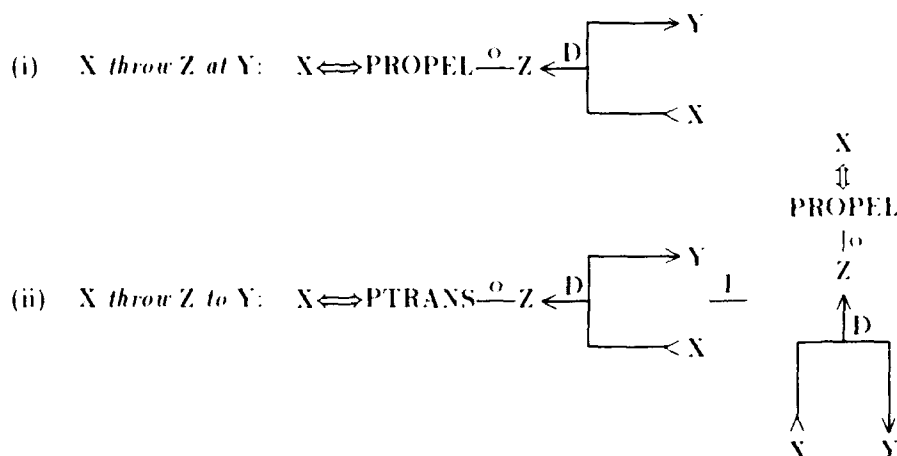 (i) X throw Z at Y: X ⇔ PROPEL —o— Z ← D Y
X
X
⇕
PROPEL
o
Z
(ii) X throw Z to Y: X ⇔ PTRANS —o— Z ← D Y I
X
D
X Y